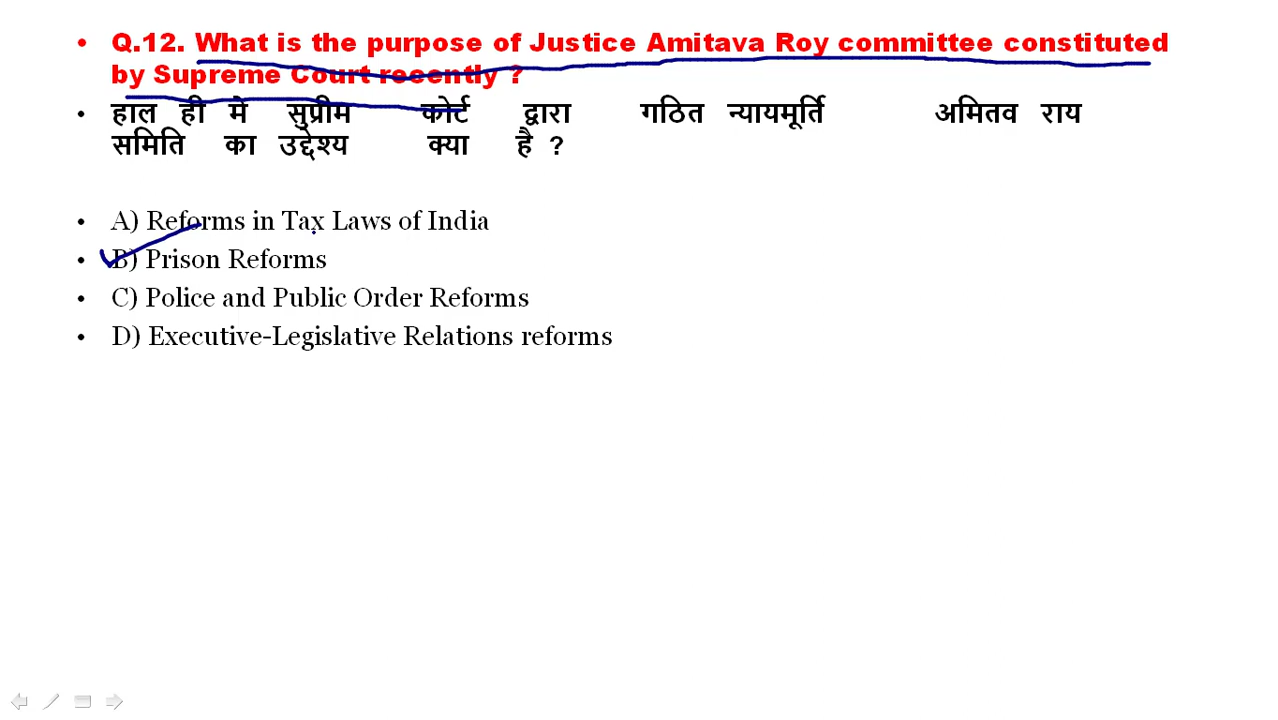 • Q.12. What is the purpose of Justice Amitava Roy committee constituted
by Supreme Court recently ?
• हाल ही मे सुप्रीम कोर्ट द्वारा गठित न्यायमूर्ति अमितव राय
समिति का उद्देश्य क्या है ?
• A) Reforms in Tax Laws of India
• B) Prison Reforms
• C) Police and Public Order Reforms
• D) Executive-Legislative Relations reforms